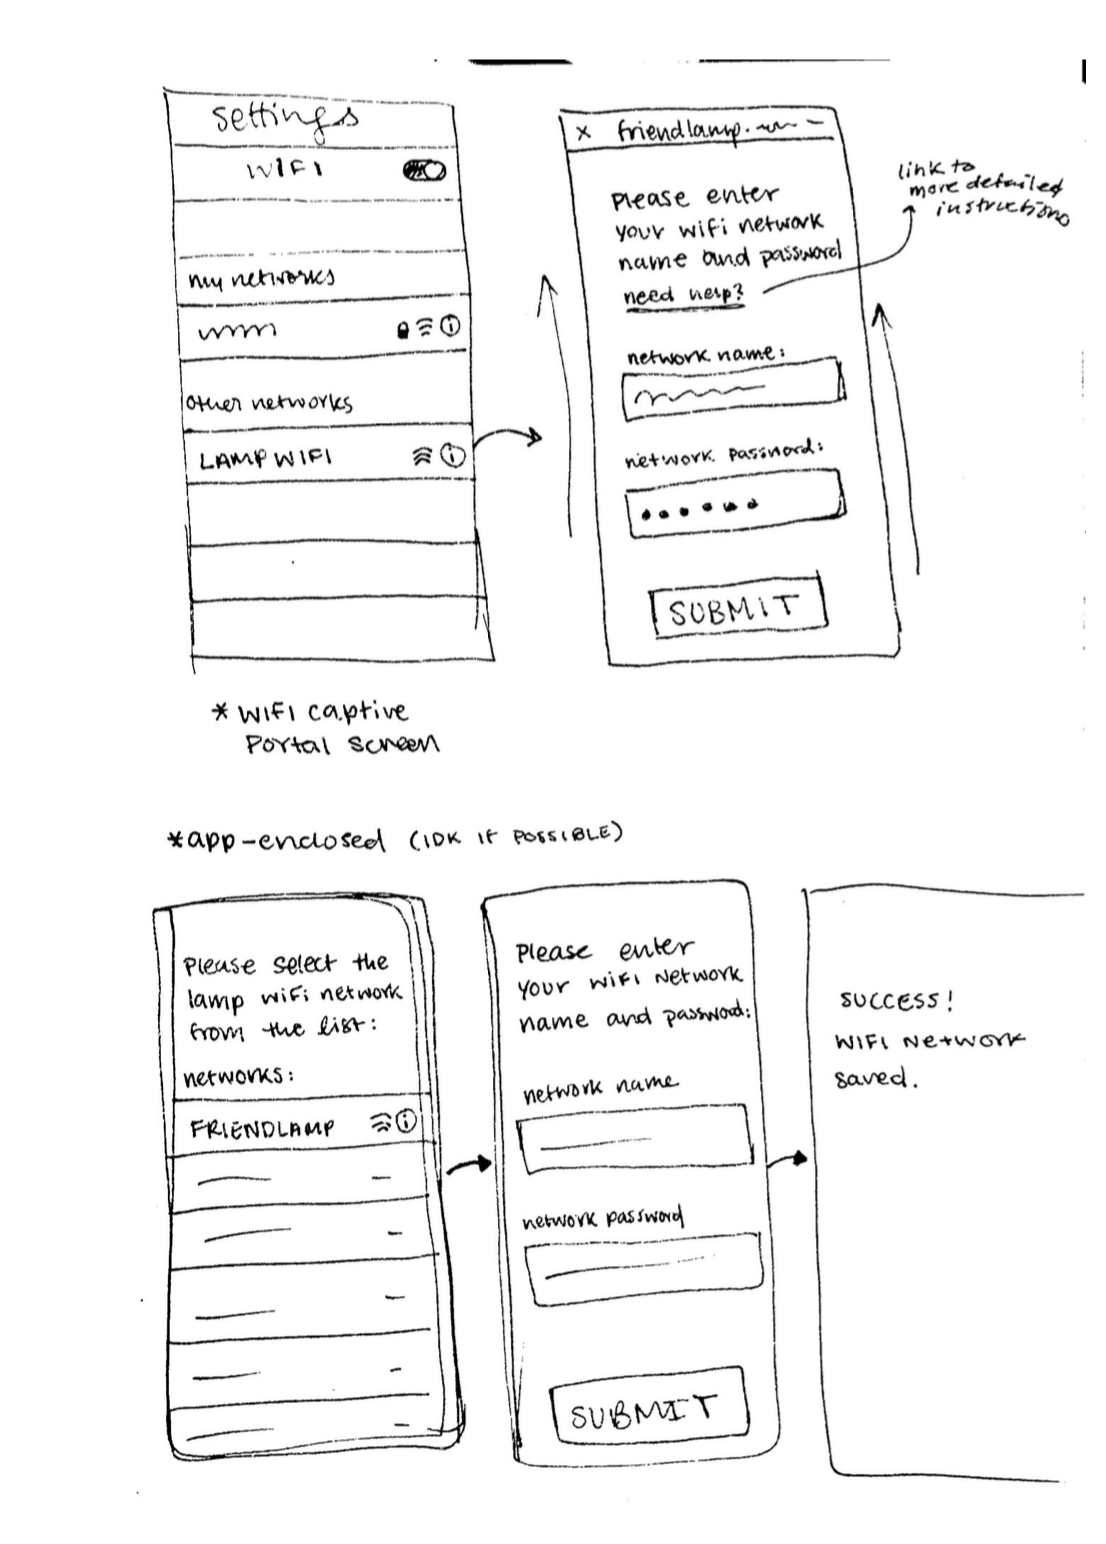 settings
WIFI
my networks
other networks
LAMP WIFI
x friendlamp.
Please enter
your wifi network
name and password
need help?
link to
more detailed
instructions
network name:
network password:
SUBMIT
* WIFI captive
Portal screen
*app-enclosed (IDK IF POSSIBLE)
Please select the
lamp wifi network
from the list:
networks:
FRIENDLAMP
Please enter
your wifi network
name and password:
network name
network password
SUBMIT
SUCCESS!
WIFI Network
saved.